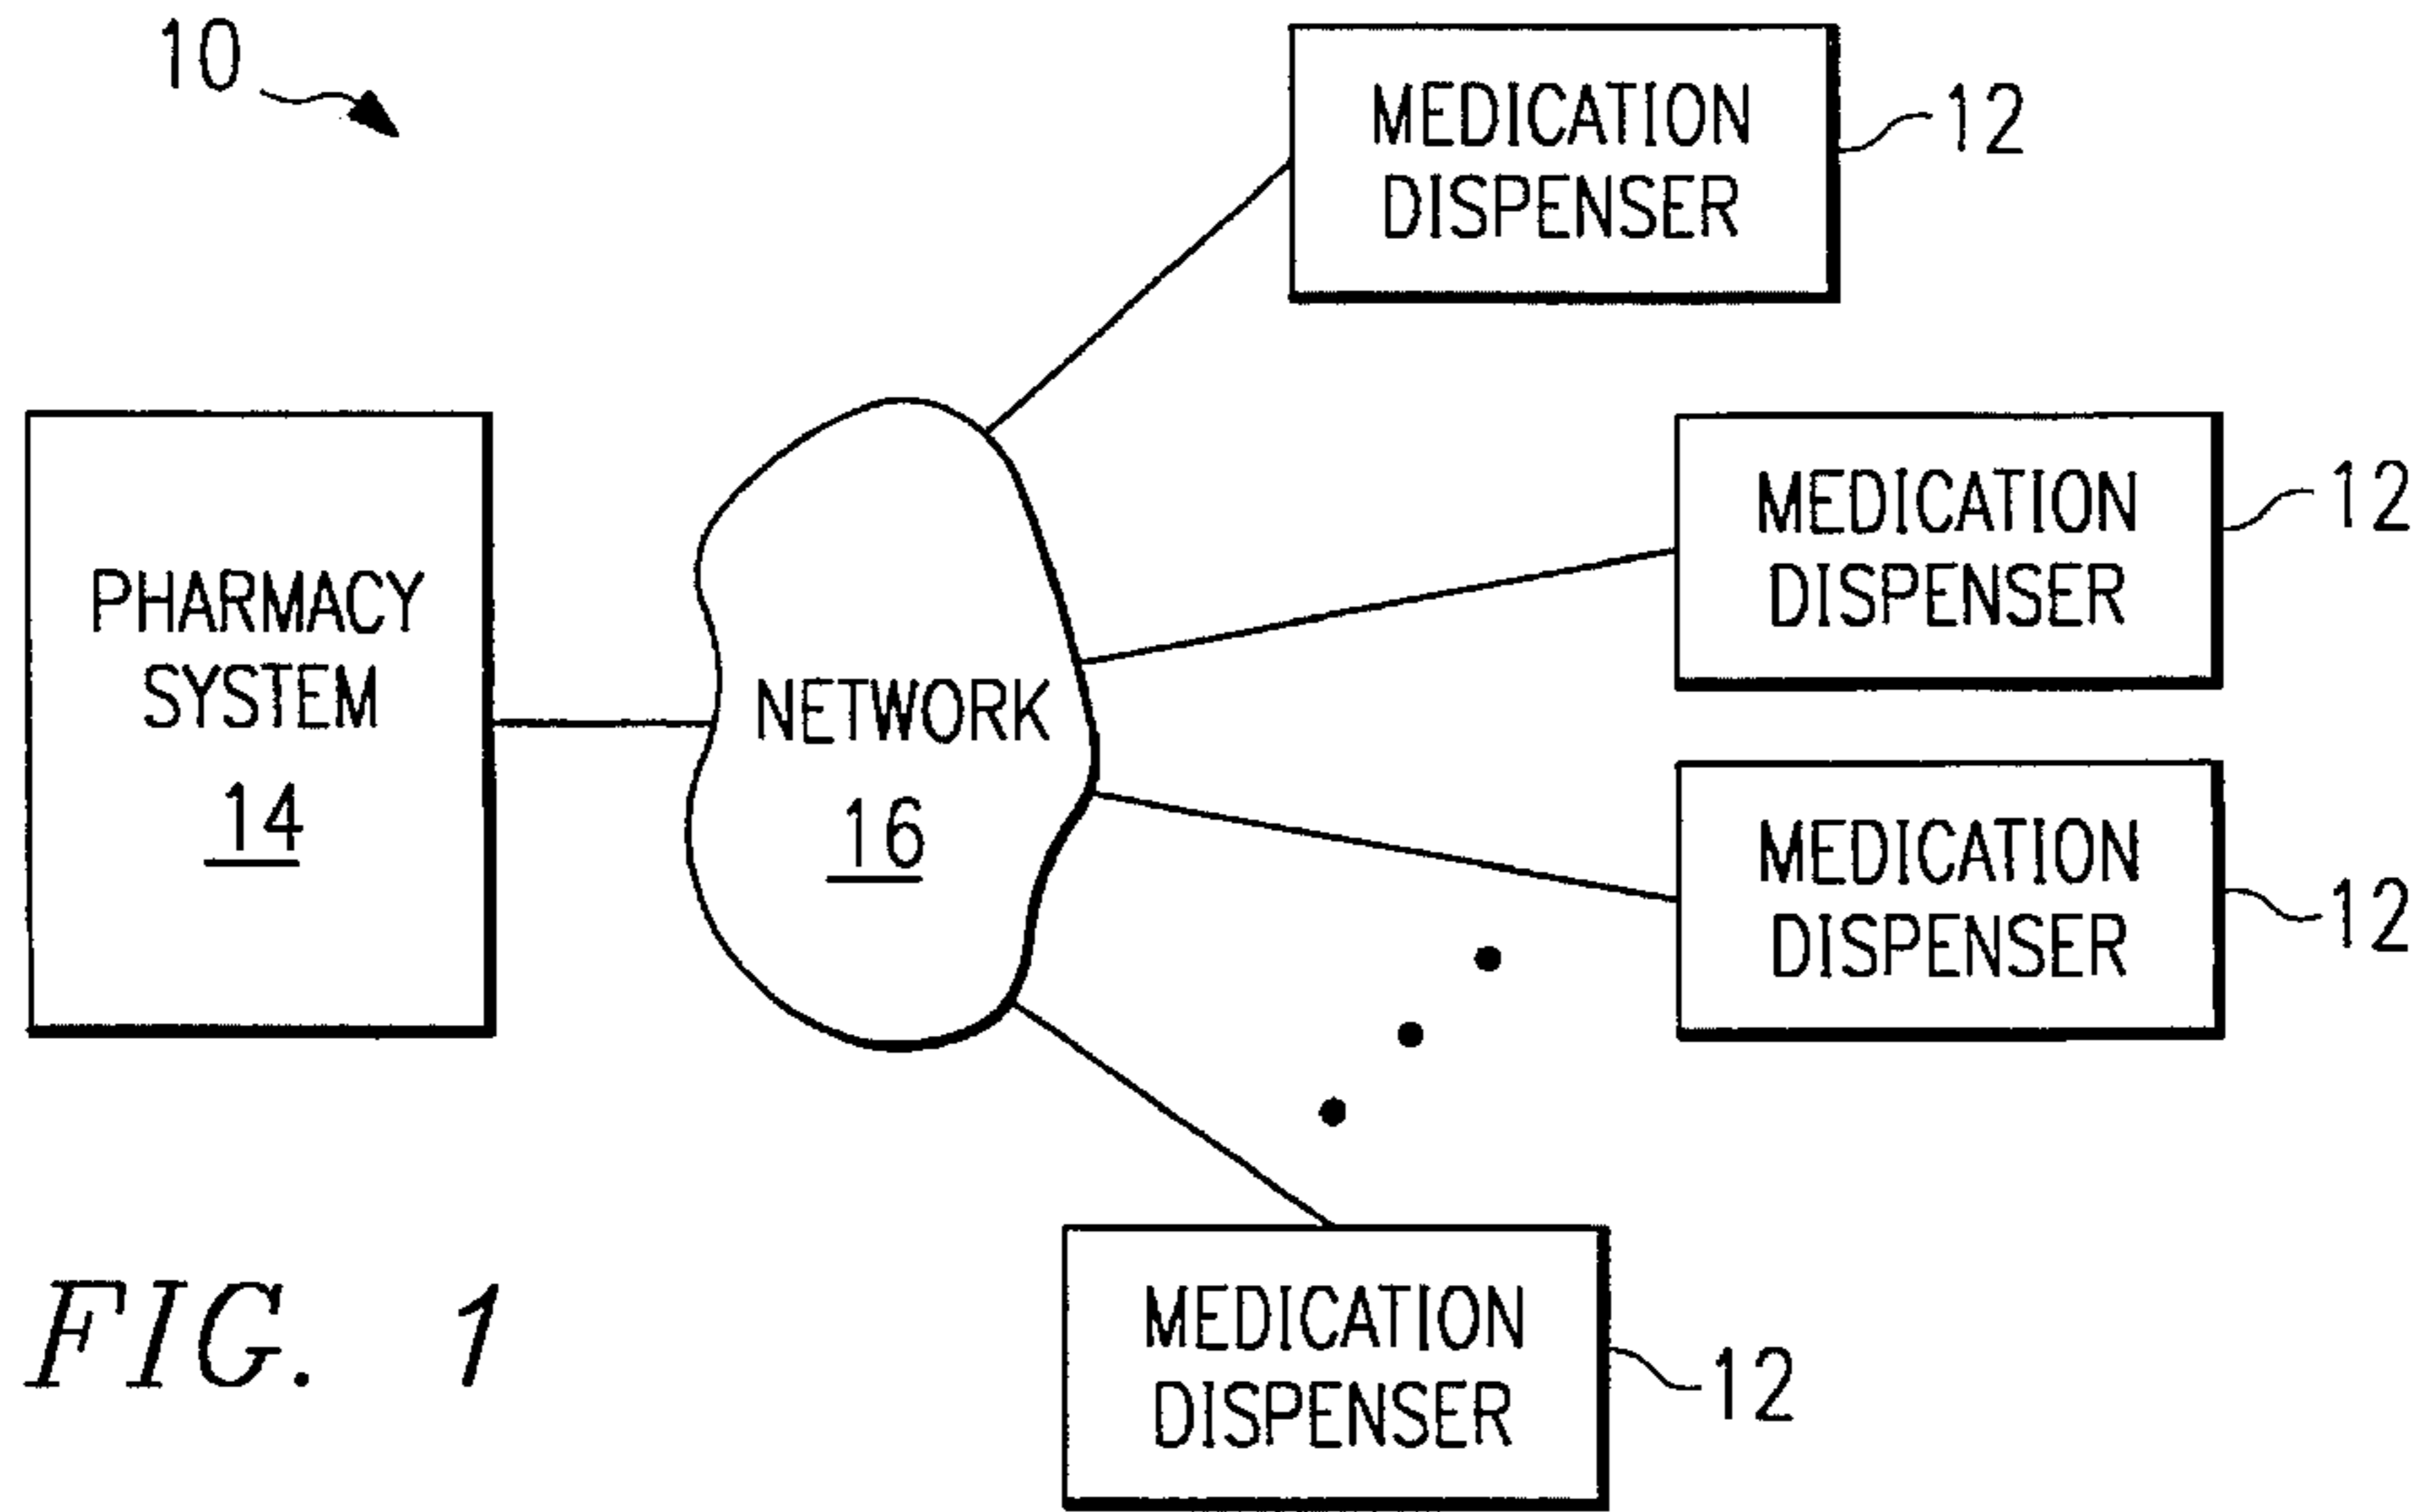 10
MEDICATION
DISPENSER
12
MEDICATION
DISPENSER
12
PHARMACY
SYSTEM
14
NETWORK
16
MEDICATION
DISPENSER
12
MEDICATION
DISPENSER
12
FIG. 1